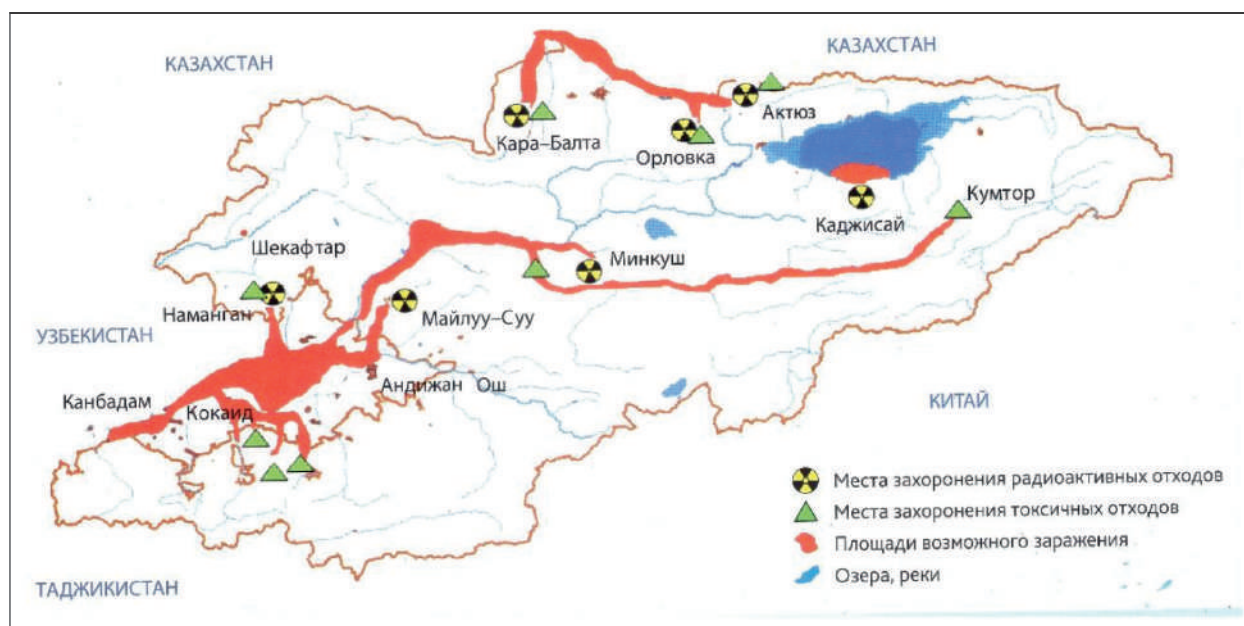 КАЗАХСТАН
КАЗАХСТАН
Актюз
Кара–Балта
Орловка
Кумтор
Каджисай
Шекафтар
Минкуш
Наманган
Майлуу–Суу
УЗБЕКИСТАН
Андижан Ош
Канбадам
Кокаид
КИТАЙ
Места захоронения радиоактивных отходов
Места захоронения токсичных отходов
Площади возможного заражения
Озера, реки
ТАДЖИКИСТАН